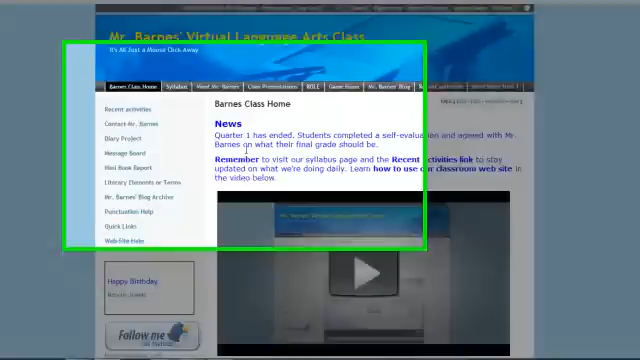 Mr. Barnes' Virtual Language Arts Class
It's All Just a Mouse Click Away
Barnes Class Home
Syllabus
Meet Mr. Barnes
Class Presentations
BOLE
Game Room
Mr. Barnes' Blog
Barnes Class Home
Recent activities
Contact Mr. Barnes
Diary Project
Message Board
Mini Book Report
Literary Elements or Terms
Mr. Barnes' Blog Archive
Punctuation Help
Quick Links
Web Site Help
News
Quarter 1 has ended. Students completed a self-evaluation and agreed with Mr.
Barnes on what their final grade should be.
Remember to visit our syllabus page and the Recent Activities link to stay
updated on what we're doing daily. Learn how to use our classroom web site in
the video below.
Happy Birthday,
Follow me